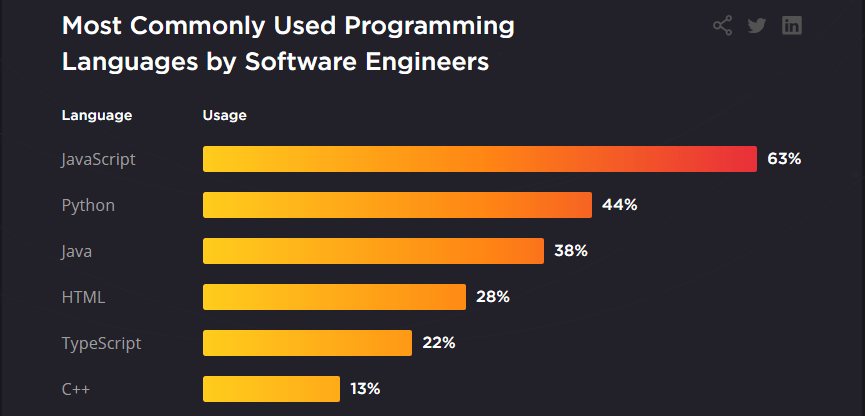 Most Commonly Used Programming
Languages by Software Engineers
Language Usage
JavaScript 63%
Python 44%
Java 38%
HTML 28%
TypeScript 22%
C++ 13%